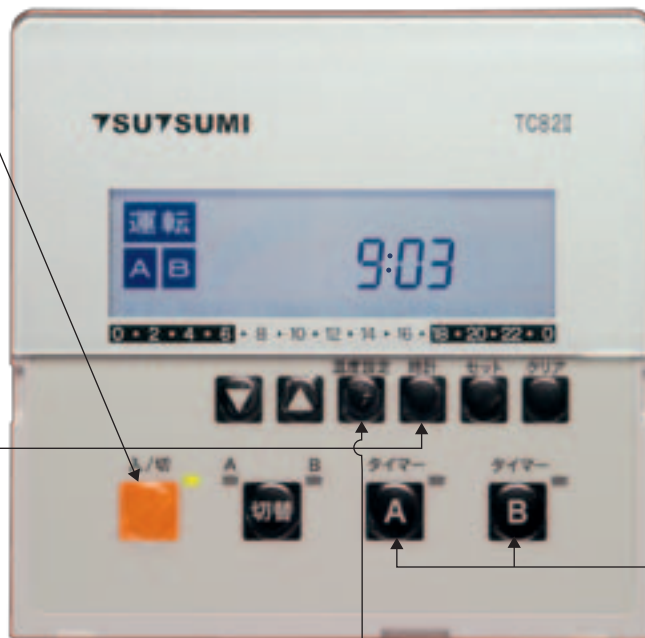 TSUTSUMI TC82II
運転
A B 9:03
0・2・4・6・8・10・12・14・16・18・20・22・0
温度設定 時計 セット クリア
入/切 A B タイマー タイマー
切替 A B